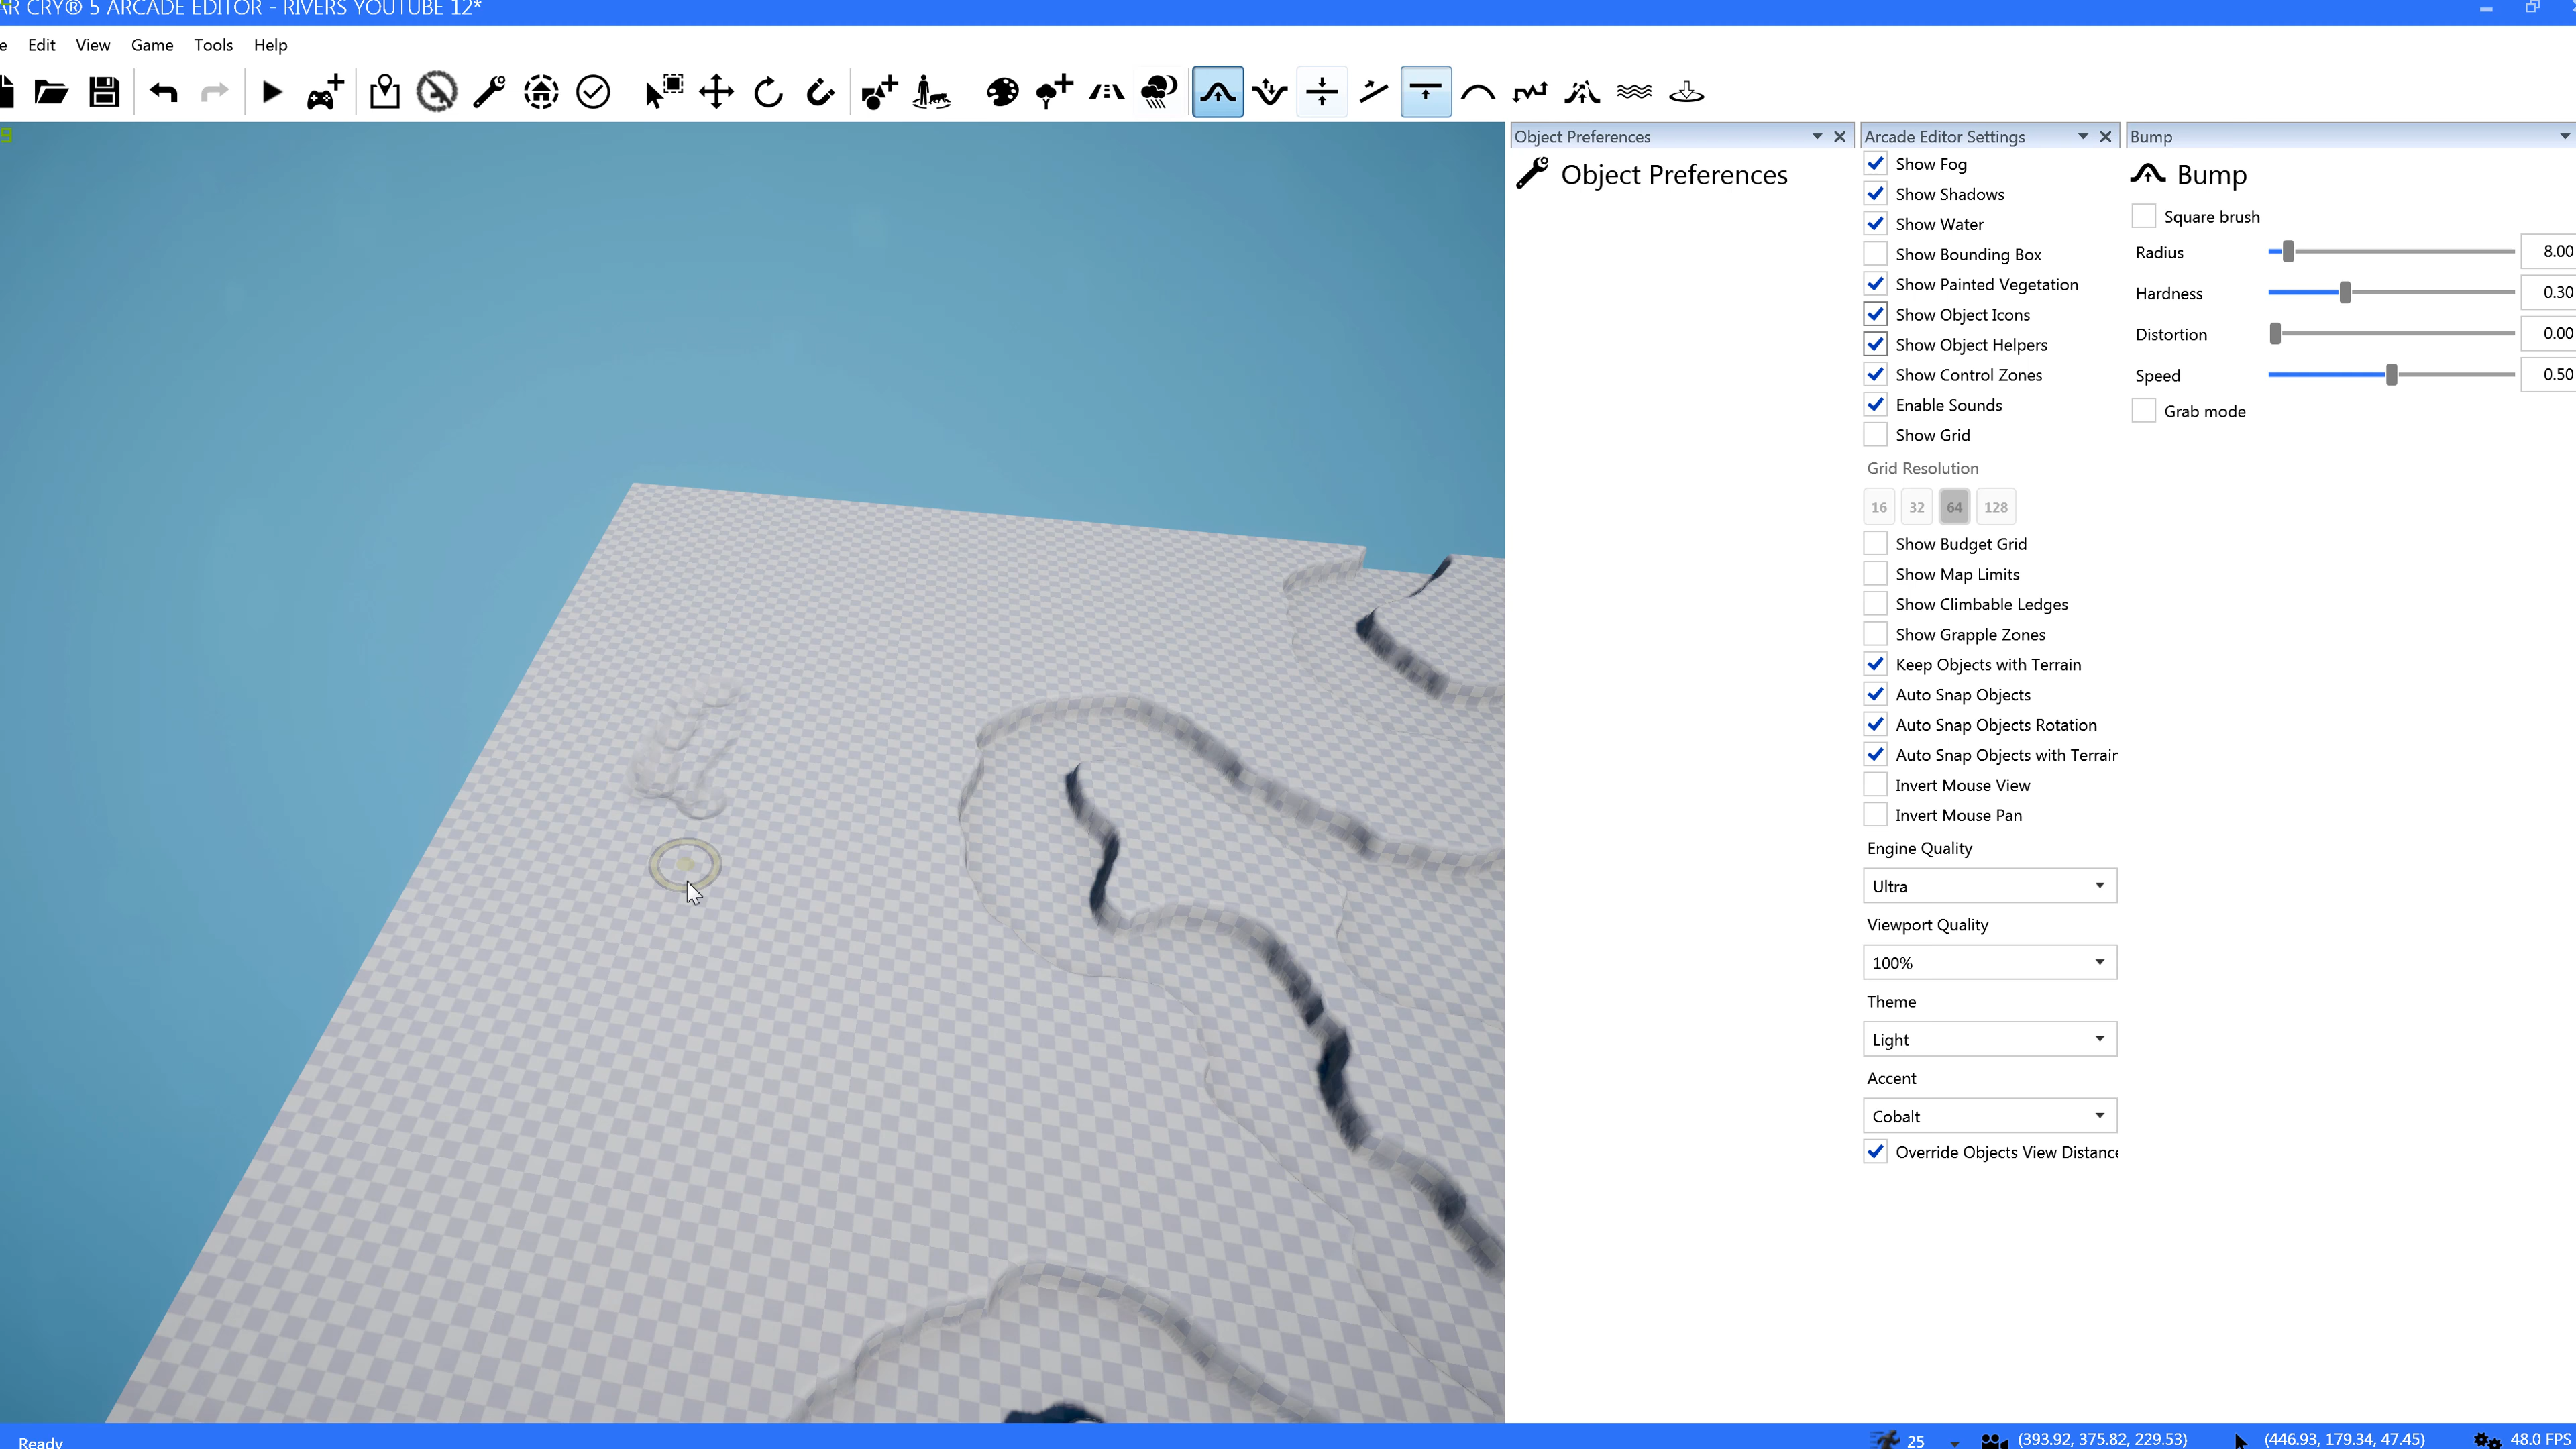 AR CRY® 5 ARCADE EDITOR - RIVERS YOUTUBE 12*
e Edit View Game Tools Help
9
Object Preferences
Object Preferences
Arcade Editor Settings
Show Fog
Show Shadows
Show Water
Show Bounding Box
Show Painted Vegetation
Show Object Icons
Show Object Helpers
Show Control Zones
Enable Sounds
Show Grid
Grid Resolution
16 32 64 128
Show Budget Grid
Show Map Limits
Show Climbable Ledges
Show Grapple Zones
Keep Objects with Terrain
Auto Snap Objects
Auto Snap Objects Rotation
Auto Snap Objects with Terrain
Invert Mouse View
Invert Mouse Pan
Engine Quality
Ultra
Viewport Quality
100%
Theme
Light
Accent
Cobalt
Override Objects View Distance
Bump
Bump
Square brush
Radius 8.00
Hardness 0.30
Distortion 0.00
Speed 0.50
Grab mode
Ready 25 (393.92, 375.82, 229.53) (446.93, 179.34, 47.45) 48.0 FPS